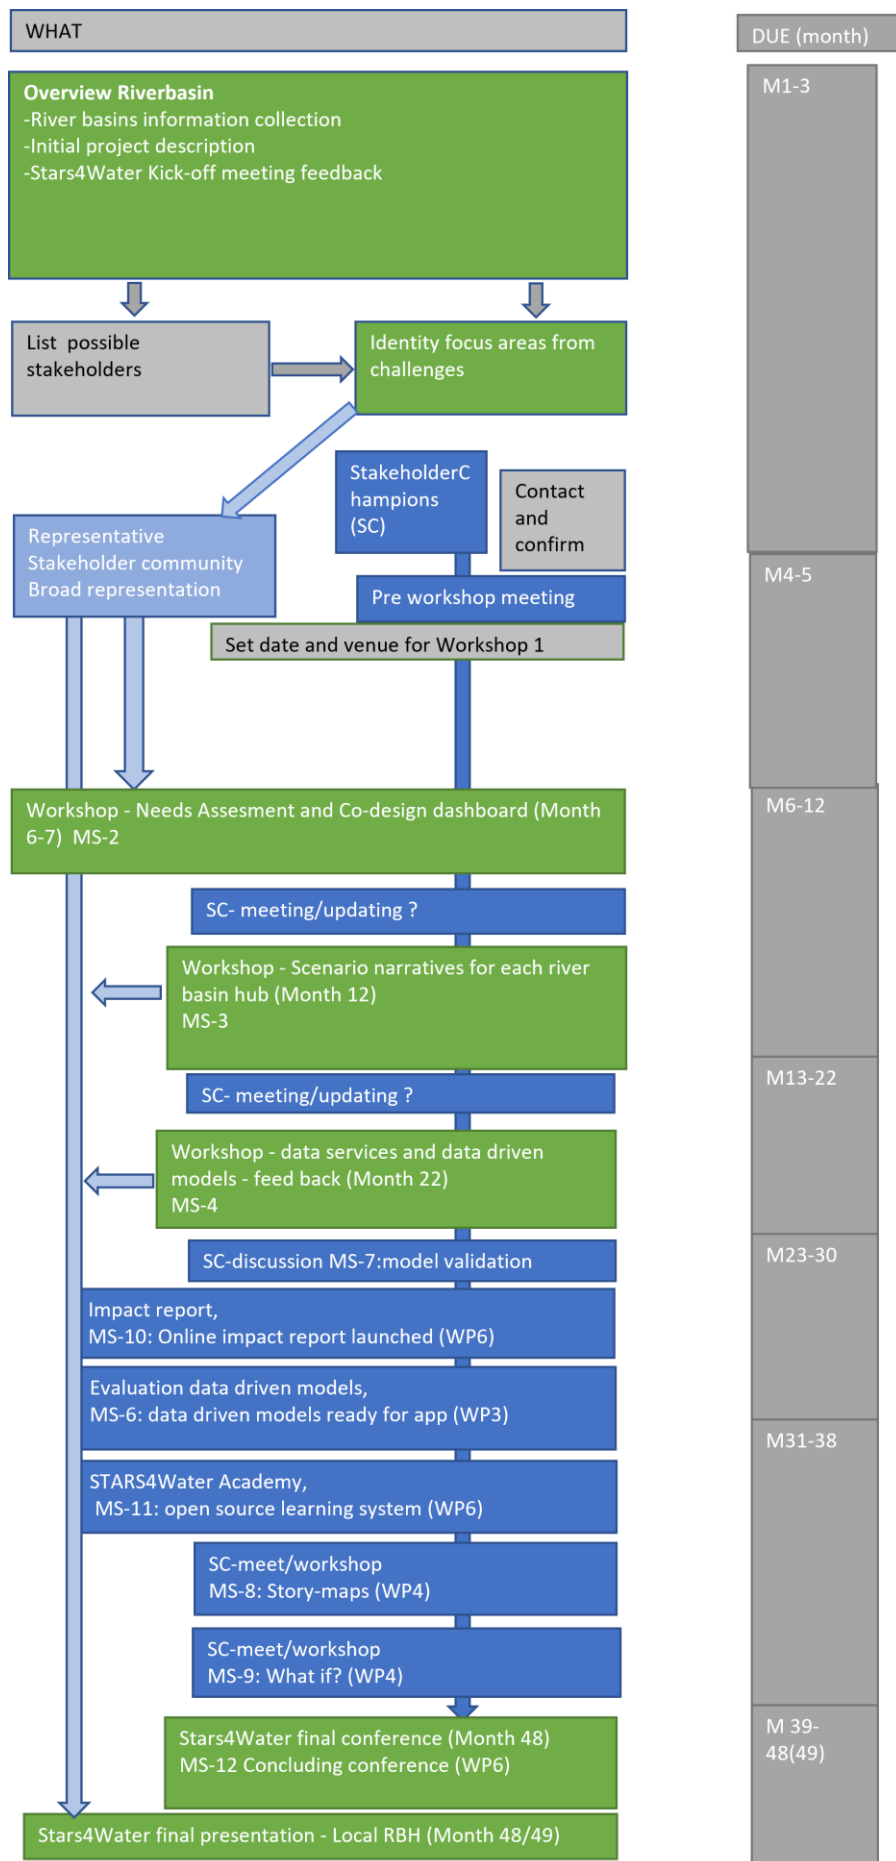 WHAT
DUE (month)
Overview Riverbasin
-River basins information collection
-Initial project description
-Stars4Water Kick-off meeting feedback
M1-3
List possible
stakeholders
Identity focus areas from
challenges
StakeholderC
hampions
(SC)
Contact
and
confirm
Representative
Stakeholder community
Broad representation
M4-5
Pre workshop meeting
Set date and venue for Workshop 1
Workshop - Needs Assesment and Co-design dashboard (Month
6-7) MS-2
M6-12
SC- meeting/updating ?
Workshop - Scenario narratives for each river
basin hub (Month 12)
MS-3
M13-22
SC- meeting/updating ?
Workshop - data services and data driven
models - feed back (Month 22)
MS-4
M23-30
SC-discussion MS-7:model validation
Impact report,
MS-10: Online impact report launched (WP6)
Evaluation data driven models,
MS-6: data driven models ready for app (WP3)
M31-38
STARS4Water Academy,
MS-11: open source learning system (WP6)
SC-meet/workshop
MS-8: Story-maps (WP4)
SC-meet/workshop
MS-9: What if? (WP4)
M 39-
48(49)
Stars4Water final conference (Month 48)
MS-12 Concluding conference (WP6)
Stars4Water final presentation - Local RBH (Month 48/49)